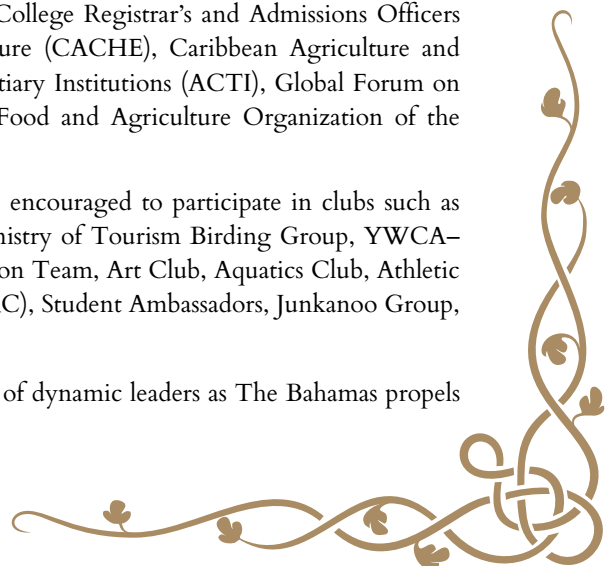 College Registrar’s and Admissions Officers
ure (CACHE), Caribbean Agriculture and
tiary Institutions (ACTI), Global Forum on
Food and Agriculture Organization of the
encouraged to participate in clubs such as
nistry of Tourism Birding Group, YWCA–
on Team, Art Club, Aquatics Club, Athletic
C), Student Ambassadors, Junkanoo Group,
of dynamic leaders as The Bahamas propels